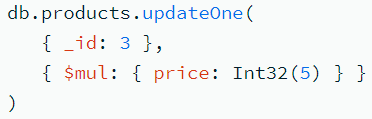 db.products.updateOne(
{ _id: 3 },
{ $mul: { price: Int32(5) } }
)